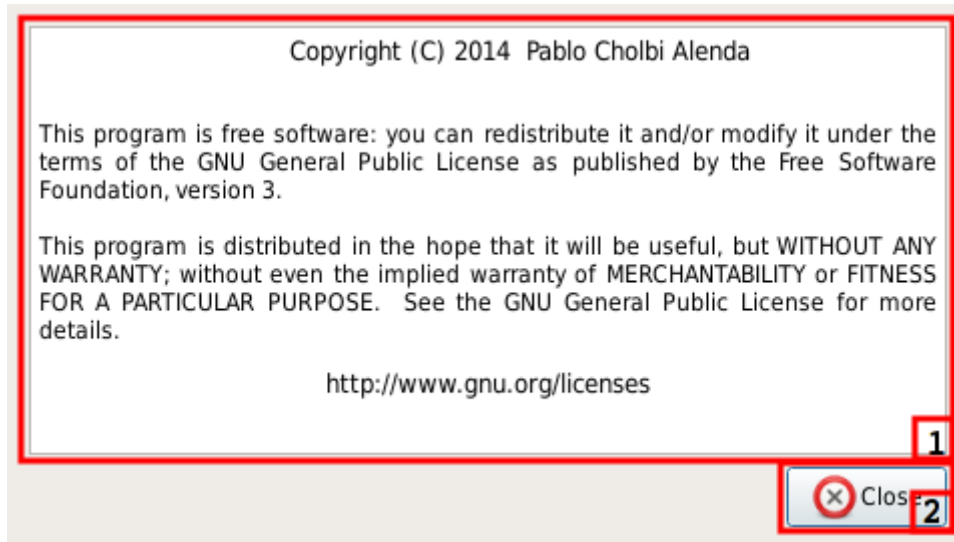 Copyright (C) 2014  Pablo Cholbi Alenda
This program is free software: you can redistribute it and/or modify it under the
terms of the GNU General Public License as published by the Free Software
Foundation, version 3.
This program is distributed in the hope that it will be useful, but WITHOUT ANY
WARRANTY; without even the implied warranty of MERCHANTABILITY or FITNESS
FOR A PARTICULAR PURPOSE.  See the GNU General Public License for more
details.
http://www.gnu.org/licenses
1
Close
2